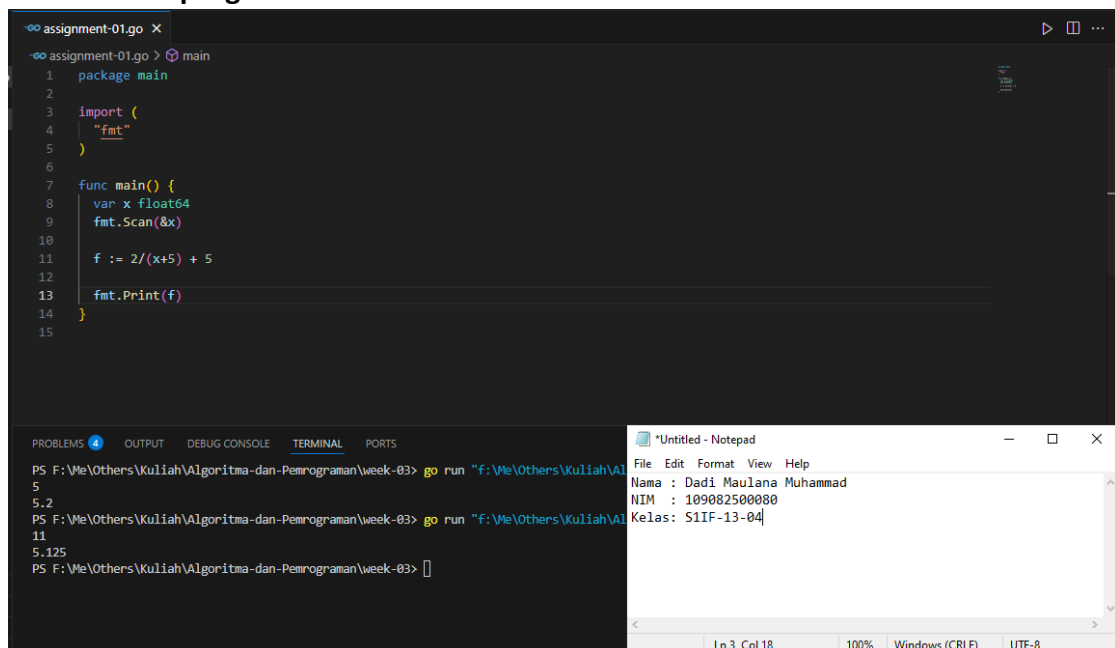 assignment-01.go
assignment-01.go > main
1 package main
2
3 import (
4 "fmt"
5 )
6
7 func main() {
8 var x float64
9 fmt.Scan(&x)
10
11 f := 2/(x+5) + 5
12
13 fmt.Print(f)
14 }
15
PROBLEMS 4 OUTPUT DEBUG CONSOLE TERMINAL PORTS
PS F:\Me\Others\Kuliah\Algoritma-dan-Pemrograman\week-03> go run "f:\Me\Others\Kuliah\Al
5
5.2
PS F:\Me\Others\Kuliah\Algoritma-dan-Pemrograman\week-03> go run "f:\Me\Others\Kuliah\Al
11
5.125
PS F:\Me\Others\Kuliah\Algoritma-dan-Pemrograman\week-03>
*Untitled - Notepad
File Edit Format View Help
Nama : Dadi Maulana Muhammad
NIM : 109082500080
Kelas: S1IF-13-04
Ln 3, Col 18 100% Windows (CRLF) UTF-8